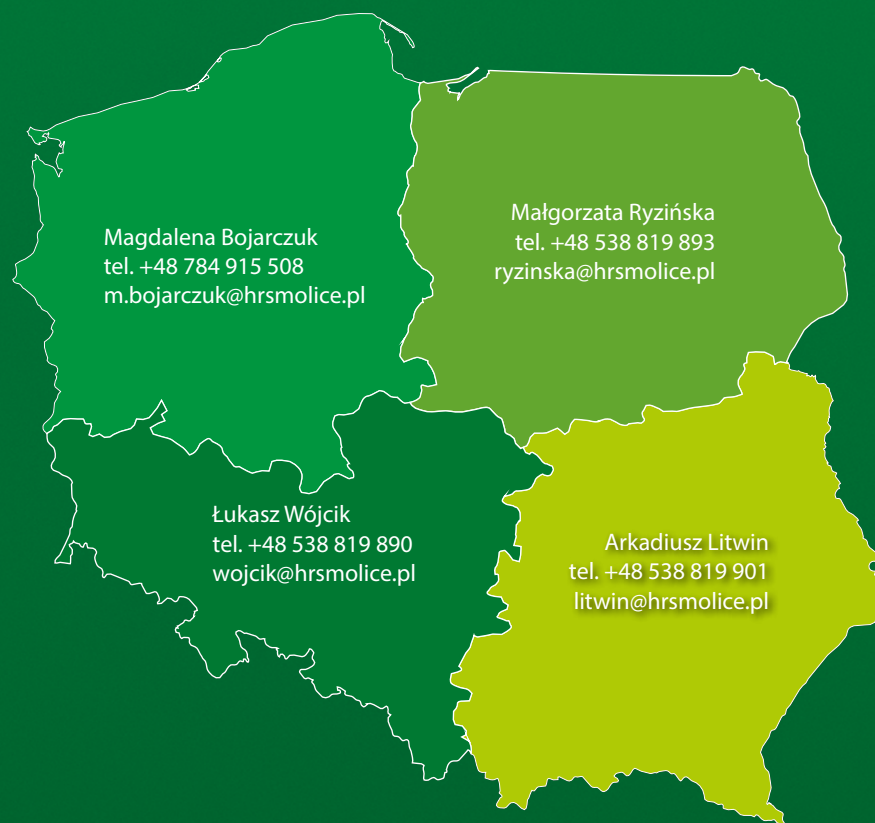 Magdalena Bojarczuk
tel. +48 784 915 508
m.bojarczuk@hrsmolice.pl
Małgorzata Ryzińska
tel. +48 538 819 893
ryzinska@hrsmolice.pl
Łukasz Wójcik
tel. +48 538 819 890
wojcik@hrsmolice.pl
Arkadiusz Litwin
tel. +48 538 819 901
litwin@hrsmolice.pl